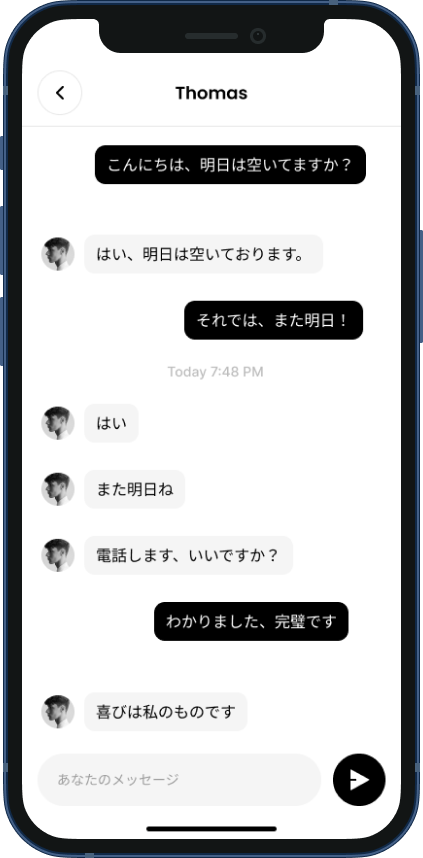 Thomas
こんにちは、明日は空いてますか？
はい、明日は空いております。
それでは、また明日！
Today 7:48 PM
はい
また明日ね
電話します、いいですか？
わかりました、完璧です
喜びは私のものです
あなたのメッセージ